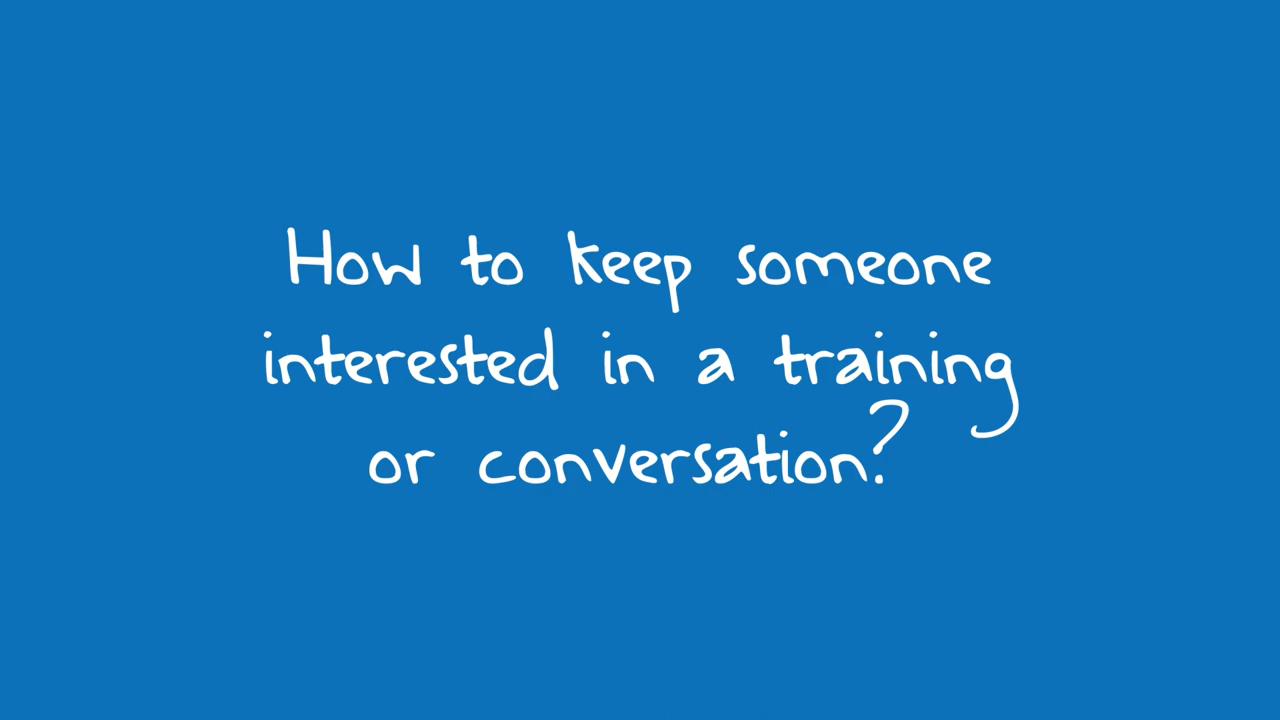 How to keep someone
interested in a training
or conversation?